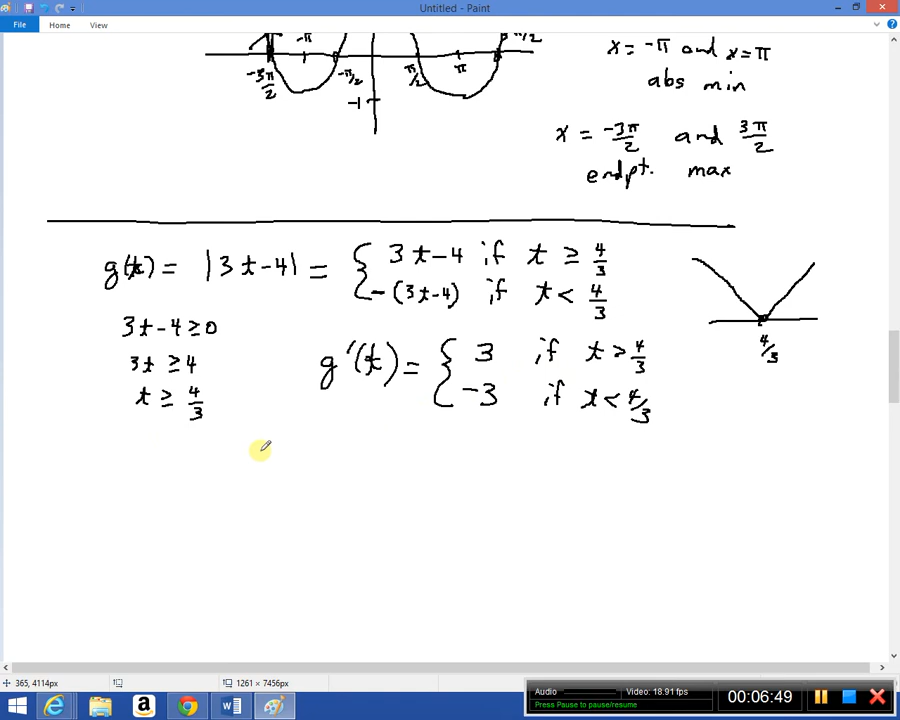 Untitled - Paint
File Home View
-π
π/2
-3π/2
-π/2
π/2
π
-1
x = -π and x = π
abs min
x = -3π/2 and 3π/2
endpt. max
g(t) = |3t-4| = { 3t-4 if t ≥ 4/3
-(3t-4) if t < 4/3
4/3
3t-4 ≥ 0
3t ≥ 4
t ≥ 4/3
g'(t) = { 3 if t > 4/3
-3 if t < 4/3
365, 4114px
1261 × 7456px
Audio
Video: 18.91 fps
Press Pause to pause/resume
00:06:49